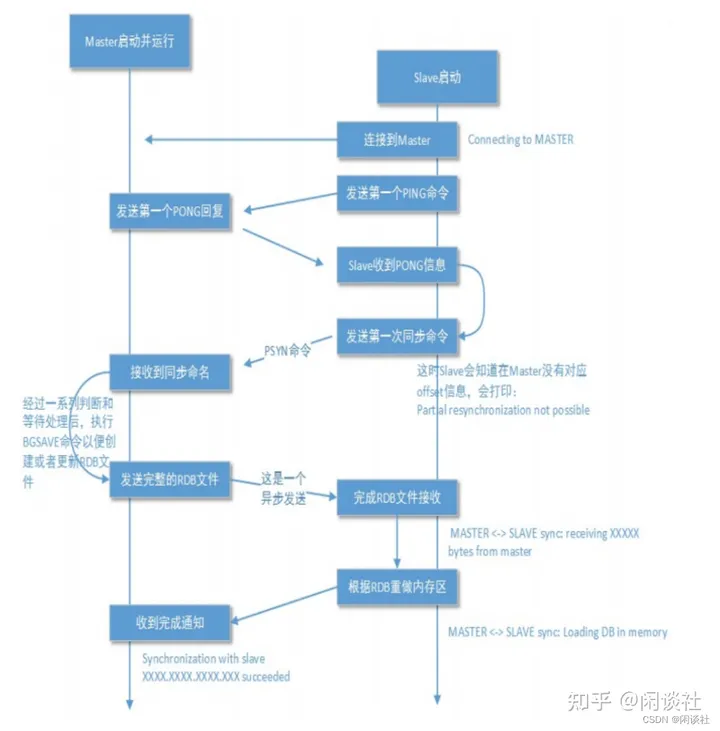 Master启动并运行
Slave启动
连接到Master
Connecting to MASTER
发送第一个PING命令
发送第一个PONG回复
Slave收到PONG信息
发送第一次同步命令
PSYN命令
接收到同步命名
这时Slave会知道在Master没有对应
offset信息，会打印：
Partial resynchronization not possible
经过一系列判断和
等待处理后，执行
BGSAVE命令以便创
建或者更新RDB文
件
发送完整的RDB文件
这是一个
异步发送
完成RDB文件接收
MASTER <-> SLAVE sync: receiving XXXXX
bytes from master
根据RDB重做内存区
收到完成通知
MASTER <-> SLAVE sync: Loading DB in memory
Synchronization with slave
XXXX.XXXX.XXXX.XXX succeeded
知乎 @闲谈社
CSDN @闲谈社